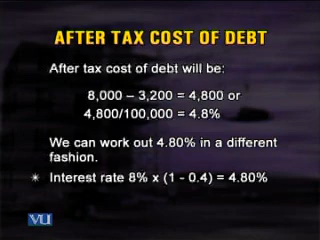 AFTER TAX COST OF DEBT
After tax cost of debt will be:
8,000 – 3,200 = 4,800 or
4,800/100,000 = 4.8%
We can work out 4.80% in a different
fashion.
✴ Interest rate 8% x (1 - 0.4) = 4.80%
VU